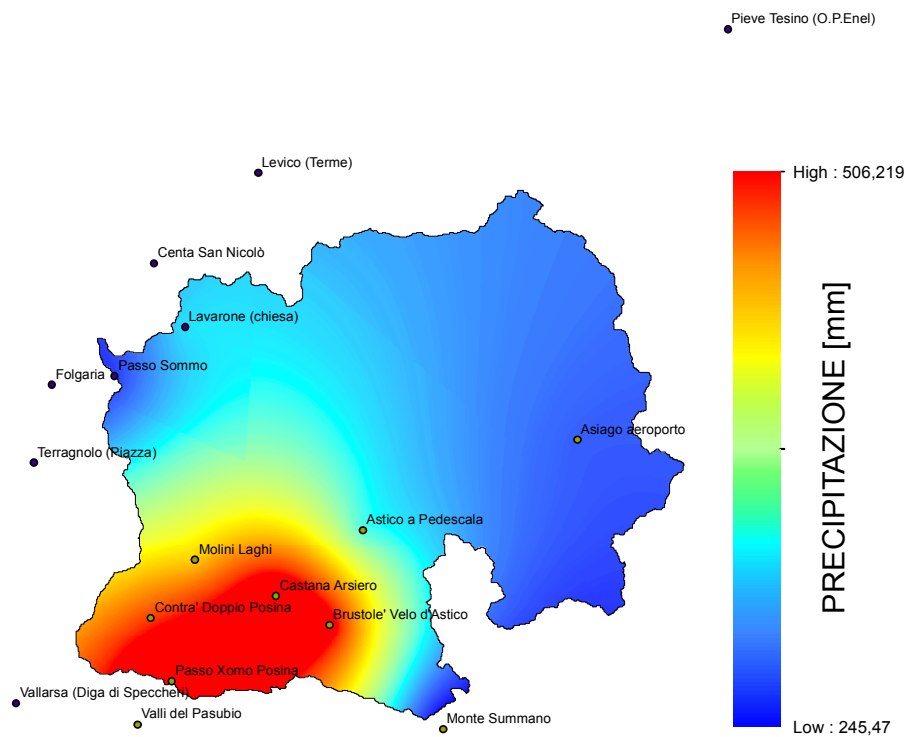 Pieve Tesino (O.P.Enel)
Levico (Terme)
High : 506,219
Centa San Nicolò
Lavarone (chiesa)
Passo Sommo
Folgaria
PRECIPITAZIONE [mm]
Asiago aeroporto
Terragnolo (Piazza)
Astico a Pedescala
Molini Laghi
Castana Arsiero
Contra' Doppio Posina
Brustole' Velo d'Astico
Passo Xomo Posina
Vallarsa (Diga di Speccheri)
Valli del Pasubio
Monte Summano
Low : 245,47